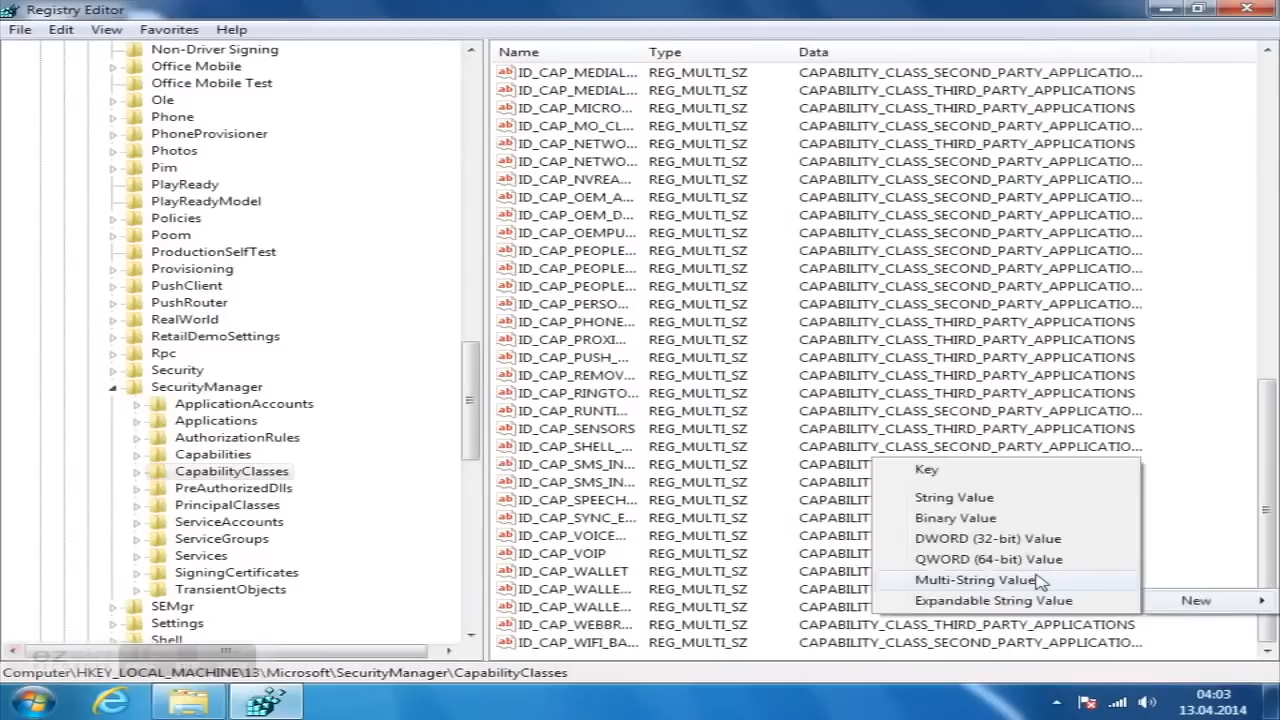 Registry Editor
File Edit View Favorites Help
Non-Driver Signing
Office Mobile
Office Mobile Test
Ole
Phone
PhoneProvisioner
Photos
Pim
PlayReady
PlayReadyModel
Policies
Poom
ProductionSelfTest
Provisioning
PushClient
PushRouter
RealWorld
RetailDemoSettings
Rpc
Security
SecurityManager
ApplicationAccounts
Applications
AuthorizationRules
Capabilities
CapabilityClasses
PreAuthorizedDlls
PrincipalClasses
ServiceAccounts
ServiceGroups
Services
SigningCertificates
TransientObjects
SEMgr
Settings
Shell
Name Type Data
ID_CAP_MEDIAL... REG_MULTI_SZ CAPABILITY_CLASS_SECOND_PARTY_APPLICATIO...
ID_CAP_MEDIAL... REG_MULTI_SZ CAPABILITY_CLASS_THIRD_PARTY_APPLICATIONS
ID_CAP_MICRO... REG_MULTI_SZ CAPABILITY_CLASS_THIRD_PARTY_APPLICATIONS
ID_CAP_MO_CL... REG_MULTI_SZ CAPABILITY_CLASS_SECOND_PARTY_APPLICATIO...
ID_CAP_NETWO... REG_MULTI_SZ CAPABILITY_CLASS_THIRD_PARTY_APPLICATIONS
ID_CAP_NETWO... REG_MULTI_SZ CAPABILITY_CLASS_SECOND_PARTY_APPLICATIO...
ID_CAP_NVREA... REG_MULTI_SZ CAPABILITY_CLASS_SECOND_PARTY_APPLICATIO...
ID_CAP_OEM_A... REG_MULTI_SZ CAPABILITY_CLASS_SECOND_PARTY_APPLICATIO...
ID_CAP_OEM_D... REG_MULTI_SZ CAPABILITY_CLASS_SECOND_PARTY_APPLICATIO...
ID_CAP_OEMPU... REG_MULTI_SZ CAPABILITY_CLASS_SECOND_PARTY_APPLICATIO...
ID_CAP_PEOPLE... REG_MULTI_SZ CAPABILITY_CLASS_SECOND_PARTY_APPLICATIO...
ID_CAP_PEOPLE... REG_MULTI_SZ CAPABILITY_CLASS_SECOND_PARTY_APPLICATIO...
ID_CAP_PEOPLE... REG_MULTI_SZ CAPABILITY_CLASS_SECOND_PARTY_APPLICATIO...
ID_CAP_PERSO... REG_MULTI_SZ CAPABILITY_CLASS_SECOND_PARTY_APPLICATIO...
ID_CAP_PHONE... REG_MULTI_SZ CAPABILITY_CLASS_THIRD_PARTY_APPLICATIONS
ID_CAP_PROXI... REG_MULTI_SZ CAPABILITY_CLASS_THIRD_PARTY_APPLICATIONS
ID_CAP_PUSH_... REG_MULTI_SZ CAPABILITY_CLASS_THIRD_PARTY_APPLICATIONS
ID_CAP_REMOV... REG_MULTI_SZ CAPABILITY_CLASS_THIRD_PARTY_APPLICATIONS
ID_CAP_RINGTO... REG_MULTI_SZ CAPABILITY_CLASS_THIRD_PARTY_APPLICATIONS
ID_CAP_RUNTI... REG_MULTI_SZ CAPABILITY_CLASS_SECOND_PARTY_APPLICATIO...
ID_CAP_SENSORS REG_MULTI_SZ CAPABILITY_CLASS_THIRD_PARTY_APPLICATIONS
ID_CAP_SHELL_... REG_MULTI_SZ CAPABILITY_CLASS_SECOND_PARTY_APPLICATIO...
ID_CAP_SMS_IN... REG_MULTI_SZ CAPABILIT
ID_CAP_SMS_IN... REG_MULTI_SZ CAPABILIT
ID_CAP_SPEECH... REG_MULTI_SZ CAPABILIT
ID_CAP_SYNC_E... REG_MULTI_SZ CAPABILIT
ID_CAP_VOICE... REG_MULTI_SZ CAPABILIT
ID_CAP_VOIP REG_MULTI_SZ CAPABILIT
ID_CAP_WALLET REG_MULTI_SZ CAPABILIT
ID_CAP_WALLE... REG_MULTI_SZ CAPABILIT
ID_CAP_WALLE... REG_MULTI_SZ CAPABILIT
ID_CAP_WEBBR... REG_MULTI_SZ CAPABILITY_CLASS_THIRD_PARTY_APPLICATIONS
ID_CAP_WIFI_BA... REG_MULTI_SZ CAPABILITY_CLASS_SECOND_PARTY_APPLICATIO...
Key
String Value
Binary Value
DWORD (32-bit) Value
QWORD (64-bit) Value
Multi-String Value
Expandable String Value
New
Computer\HKEY_LOCAL_MACHINE\13\Microsoft\SecurityManager\CapabilityClasses
04:03
13.04.2014